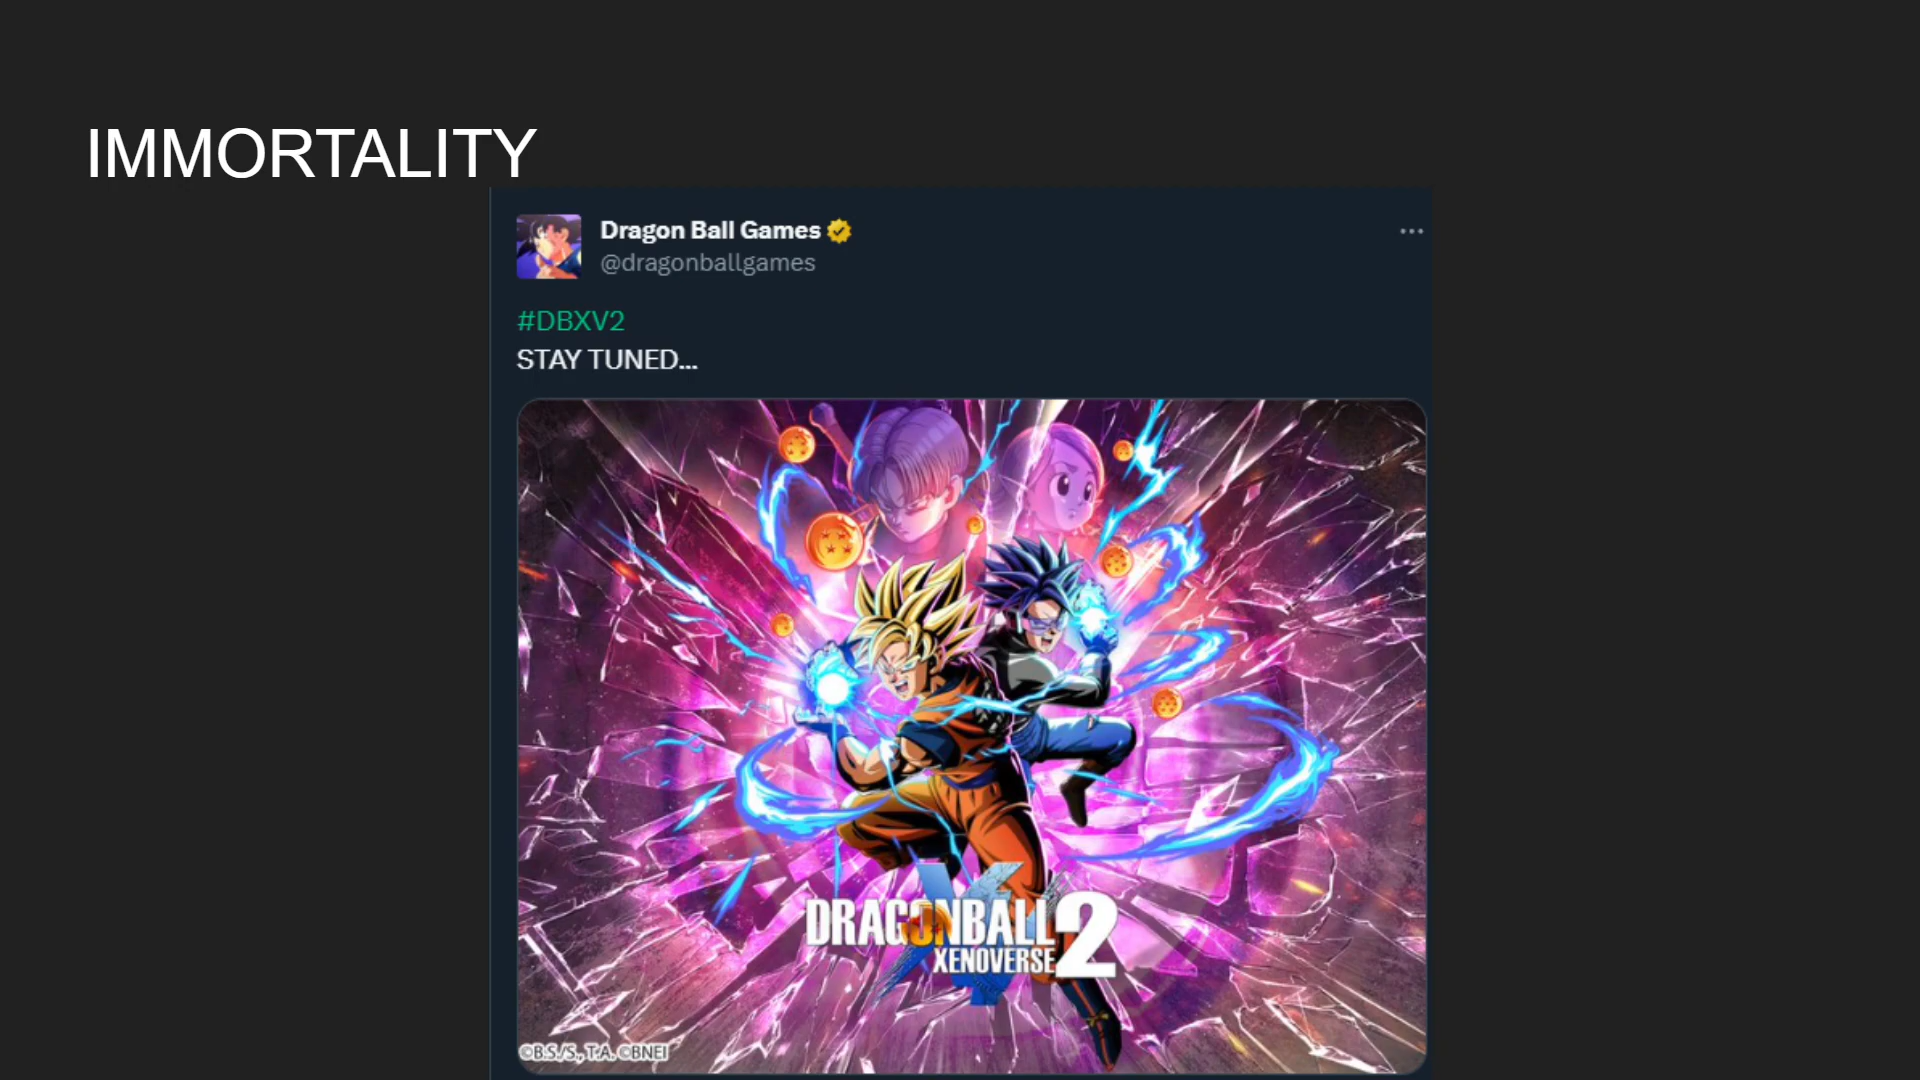 IMMORTALITY
Dragon Ball Games
@dragonballgames
#DBXV2
STAY TUNED...
DRAGONBALL
XENOVERSE 2
©B.S./S., T.A. ©BNEI